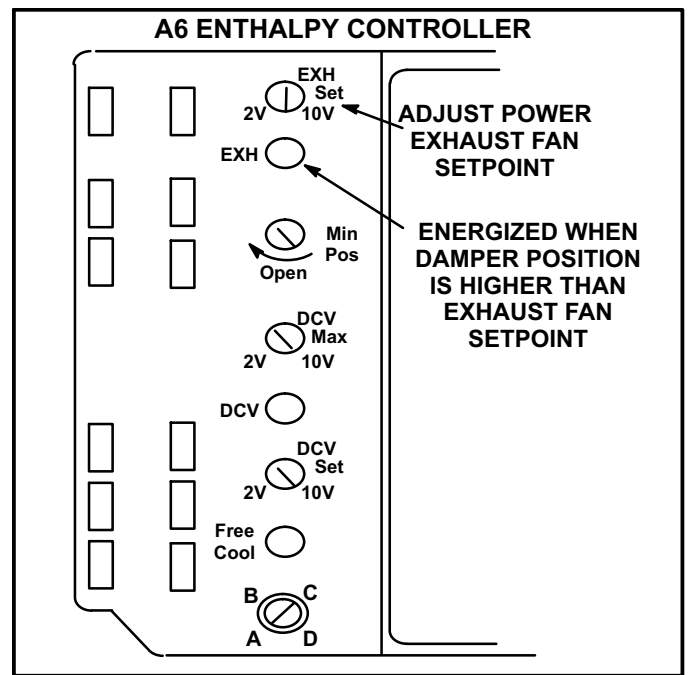 A6 ENTHALPY CONTROLLER
EXH
Set
2V 10V
ADJUST POWER
EXHAUST FAN
SETPOINT
EXH
ENERGIZED WHEN
DAMPER POSITION
IS HIGHER THAN
EXHAUST FAN
SETPOINT
Min
Pos
Open
DCV
Max
2V 10V
DCV
DCV
Set
2V 10V
Free
Cool
B C
A D